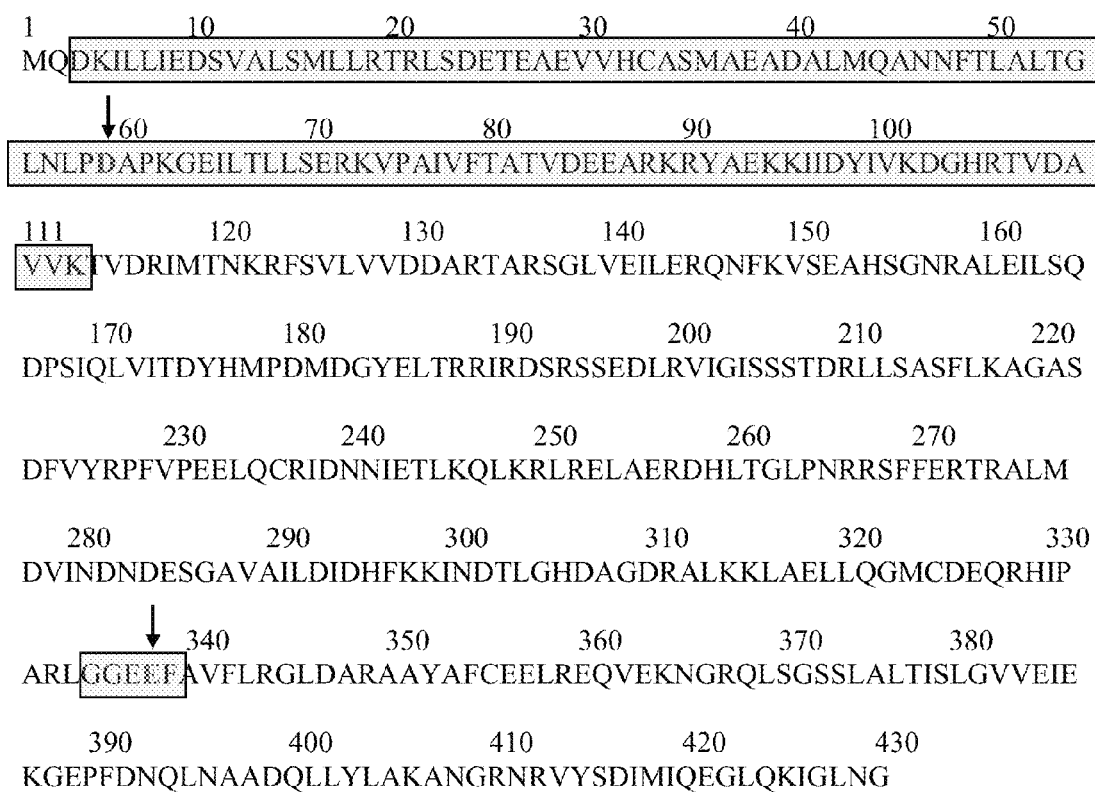 1 10 20 30 40 50
MQDKILLIEDSVALSMLLRTRLSDETEAEVVHCASMAEADALMQANNFTLALTG
60 70 80 90 100
LNLPDAPKGEILTLLSERKVPAIVFTATVDEEARKRYAEKKIIDYIVKDGHRTVDA
111 120 130 140 150 160
VVKTVDRIMTNKRFSVLVVDDARTARSGLVEILERQNFKVSEAHSGNRALEILSQ
170 180 190 200 210 220
DPSIQLVITDYHMPDMDGYELTRRIRDSRSSEDLRVIGISSSTDRLLSASFLKAGAS
230 240 250 260 270
DFVYRPFVPEELQCRIDNNIETLKQLKRLRELAERDHLTGLPNRRSFFERTRALM
280 290 300 310 320 330
DVINDNDESGAVAILDIDHFKKINDTLGHDAGDRALKKLAELLQGMCDEQRHIP
340 350 360 370 380
ARLGGEEFAVFLRGLDARAAYAFCEELREQVEKNGRQLSGSSLALTISLGVVEIE
390 400 410 420 430
KGEPFDNQLNAADQLLYLAKANGRNRVYSDIMIQEGLQKIGLNG